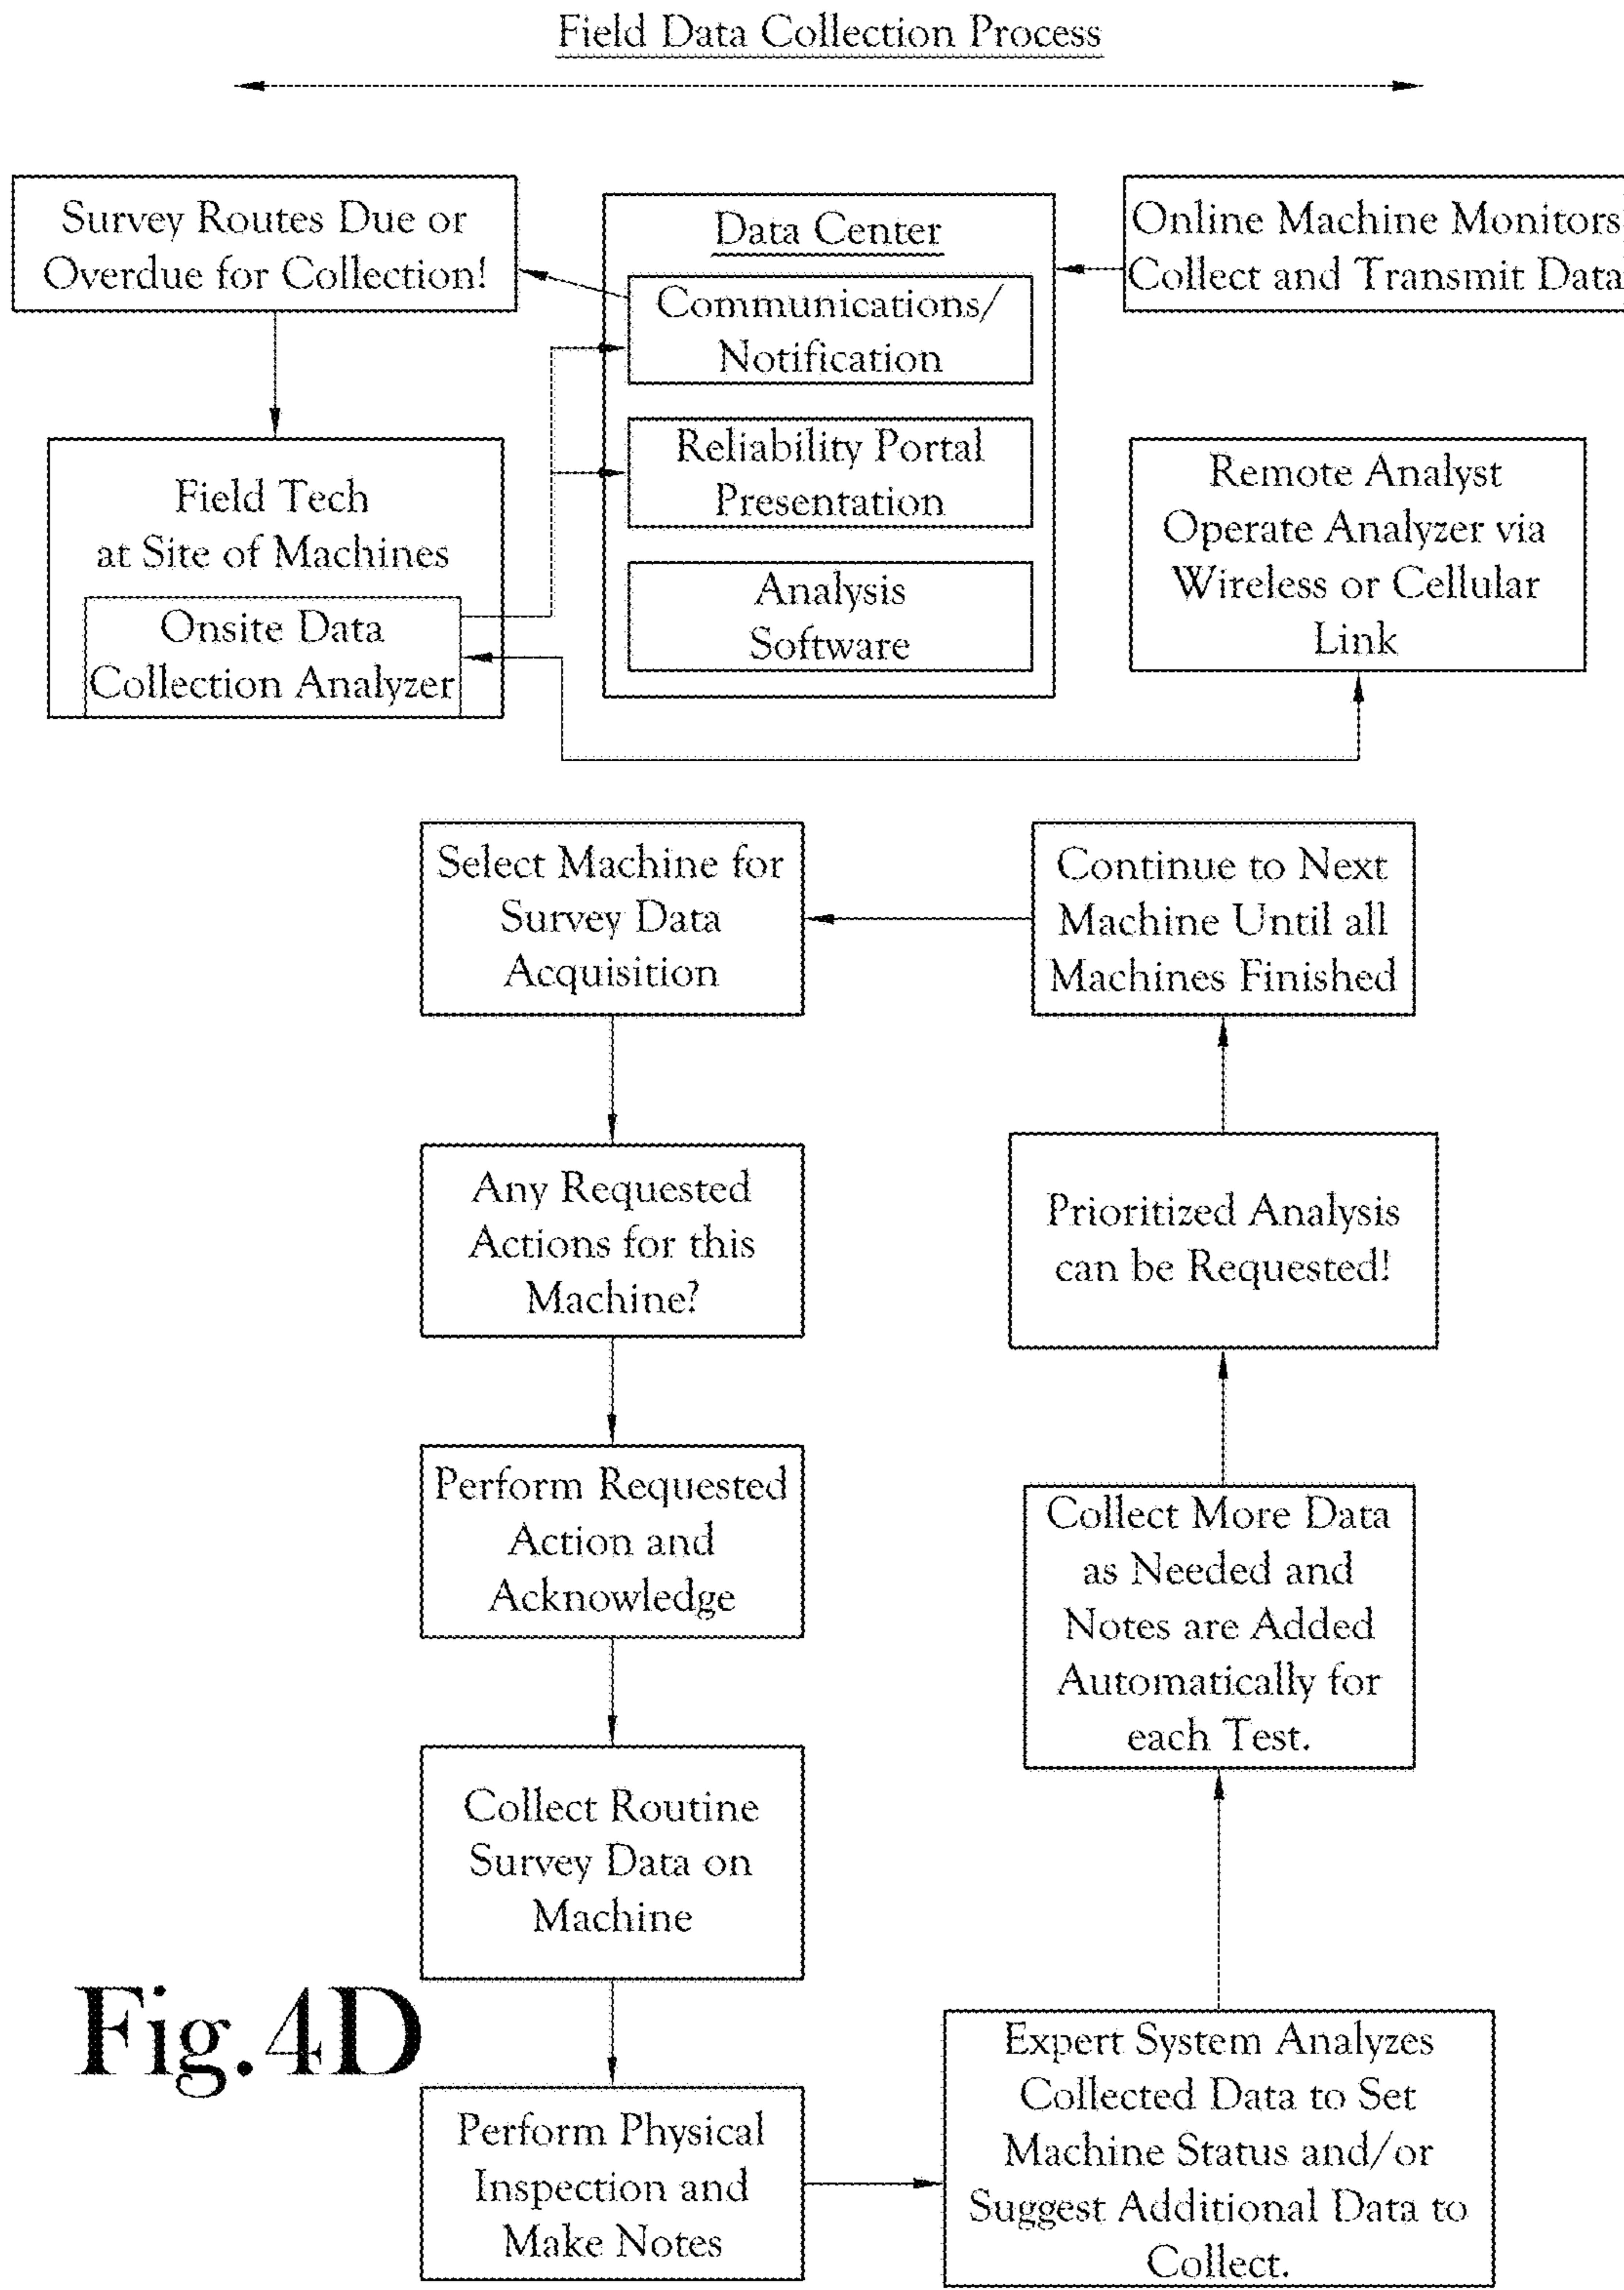 Field Data Collection Process
Survey Routes Due or
Overdue for Collection!
Data Center
Communications/
Notification
Reliability Portal
Presentation
Analysis
Software
Online Machine Monitors
Collect and Transmit Data
Field Tech
at Site of Machines
Onsite Data
Collection Analyzer
Remote Analyst
Operate Analyzer via
Wireless or Cellular
Link
Select Machine for
Survey Data
Acquisition
Any Requested
Actions for this
Machine?
Perform Requested
Action and
Acknowledge
Collect Routine
Survey Data on
Machine
Perform Physical
Inspection and
Make Notes
Expert System Analyzes
Collected Data to Set
Machine Status and/or
Suggest Additional Data to
Collect.
Collect More Data
as Needed and
Notes are Added
Automatically for
each Test.
Prioritized Analysis
can be Requested!
Continue to Next
Machine Until all
Machines Finished
Fig.4D